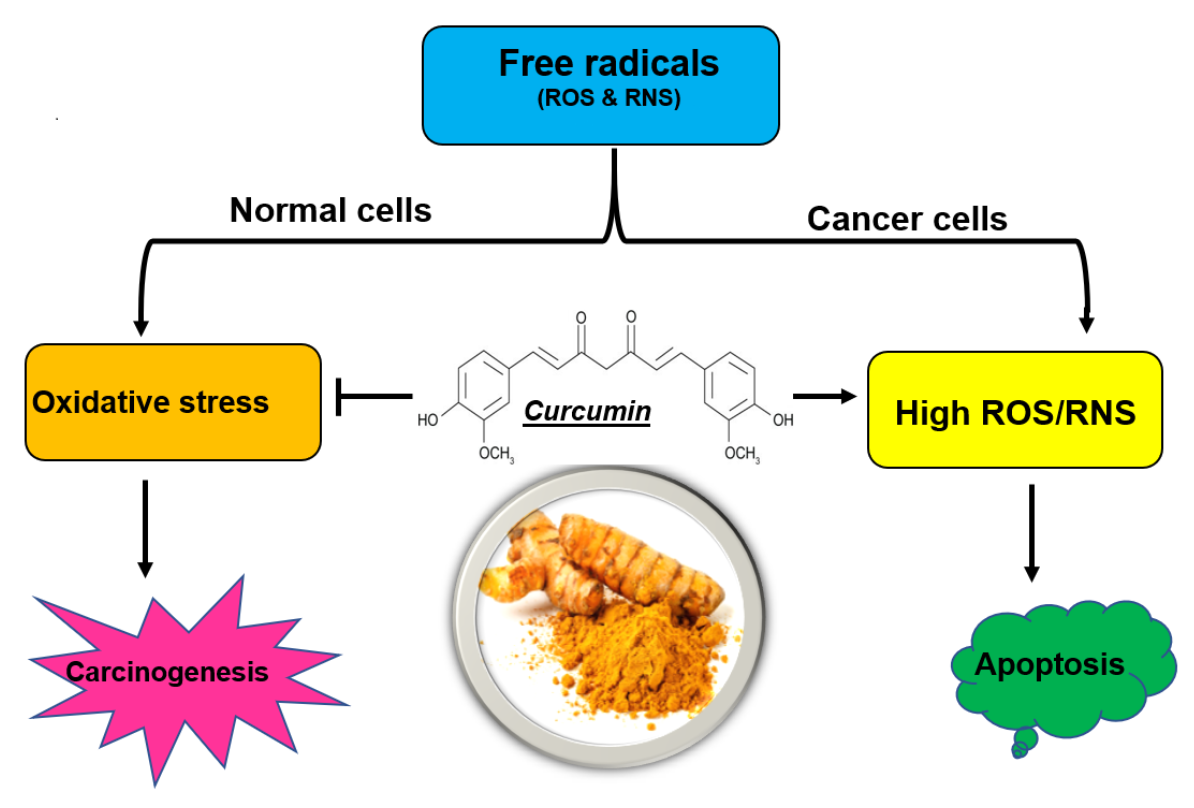 Free radicals
(ROS & RNS)
Normal cells
Cancer cells
O
O
Oxidative stress
HO
OCH3
Curcumin
OCH3
OH
High ROS/RNS
Carcinogenesis
Apoptosis